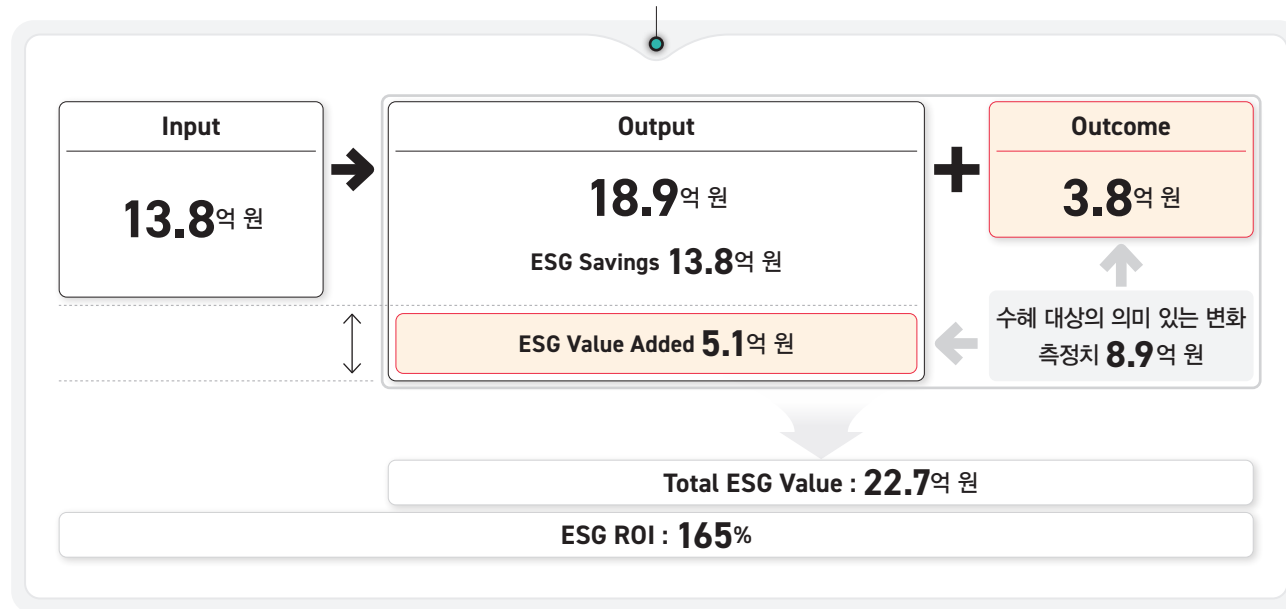 Input
13.8억 원
Output
18.9억 원
ESG Savings 13.8억 원
ESG Value Added 5.1억 원
Outcome
3.8억 원
수혜 대상의 의미 있는 변화
측정치 8.9억 원
Total ESG Value : 22.7억 원
ESG ROI : 165%